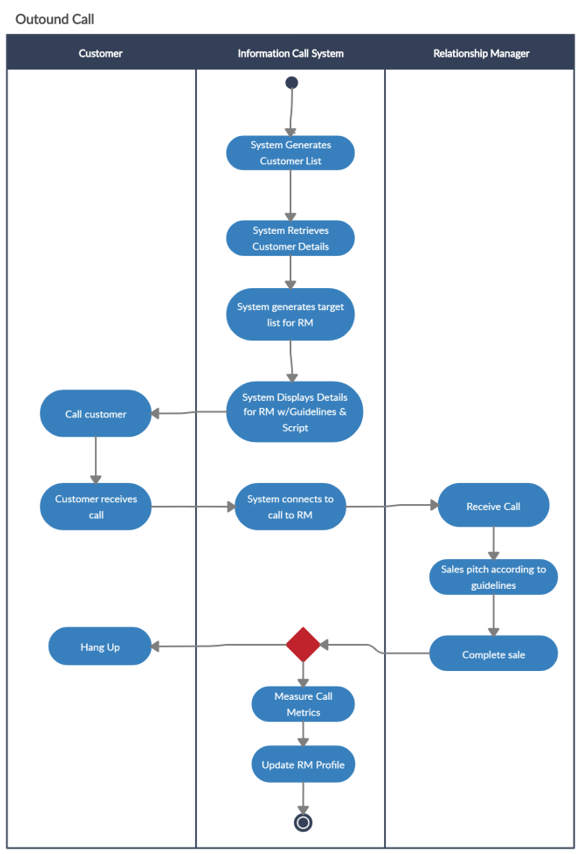 Outound Call
Customer
Information Call System
Relationship Manager
System Generates
Customer List
System Retrieves
Customer Details
System generates target
list for RM
System Displays Details
for RM w/Guidelines &
Script
Call customer
Customer receives
call
System connects to
call to RM
Receive Call
Sales pitch according to
guidelines
Hang Up
Complete sale
Measure Call
Metrics
Update RM Profile